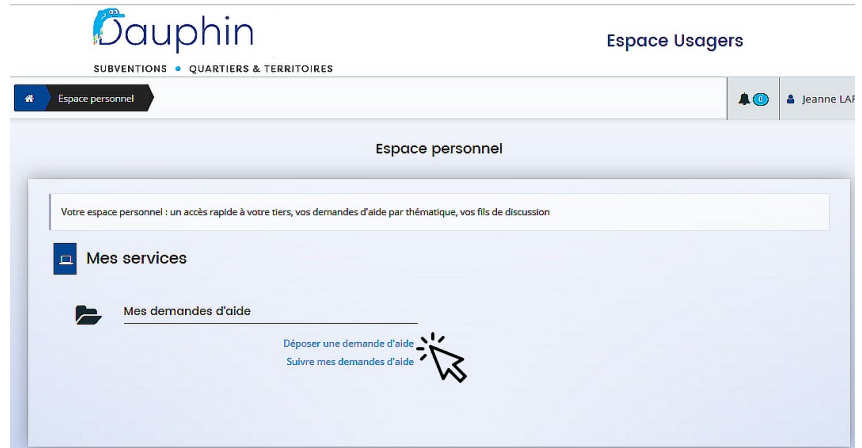 Dauphin
SUBVENTIONS • QUARTIERS & TERRITOIRES
Espace Usagers
Espace personnel
0
Jeanne LAF
Espace personnel
Votre espace personnel : un accès rapide à votre tiers, vos demandes d'aide par thématique, vos fils de discussion
Mes services
Mes demandes d'aide
Déposer une demande d'aide
Suivre mes demandes d'aide